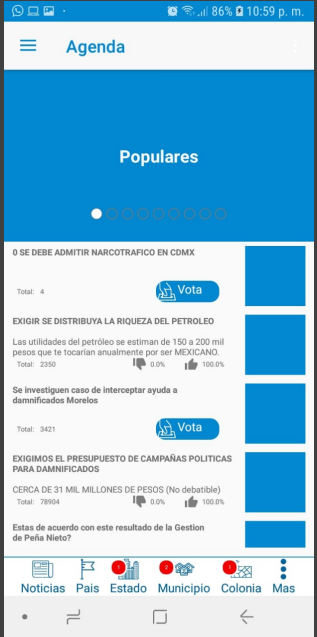 86% 10:59 p. m.
Agenda
Populares
0 SE DEBE ADMITIR NARCOTRAFICO EN CDMX
Total: 4
Vota
EXIGIR SE DISTRIBUYA LA RIQUEZA DEL PETROLEO
Las utilidades del petróleo se estiman de 150 a 200 mil
pesos que te tocarían anualmente por ser MEXICANO.
Total: 2350 0.0% 100.0%
Se investiguen caso de interceptar ayuda a
damnificados Morelos
Total: 3421
Vota
EXIGIMOS EL PRESUPUESTO DE CAMPAÑAS POLITICAS
PARA DAMNIFICADOS
CERCA DE 31 MIL MILLONES DE PESOS (No debatible)
Total: 78904 0.0% 100.0%
Estas de acuerdo con este resultado de la Gestion
de Peña Nieto?
1 2 1
Noticias Pais Estado Municipio Colonia Mas